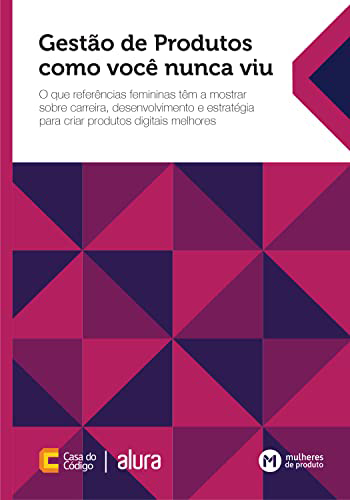 Gestão de Produtos
como você nunca viu
O que referências femininas têm a mostrar
sobre carreira, desenvolvimento e estratégia
para criar produtos digitais melhores
Casa do
Código
alura
M
mulheres
de produto